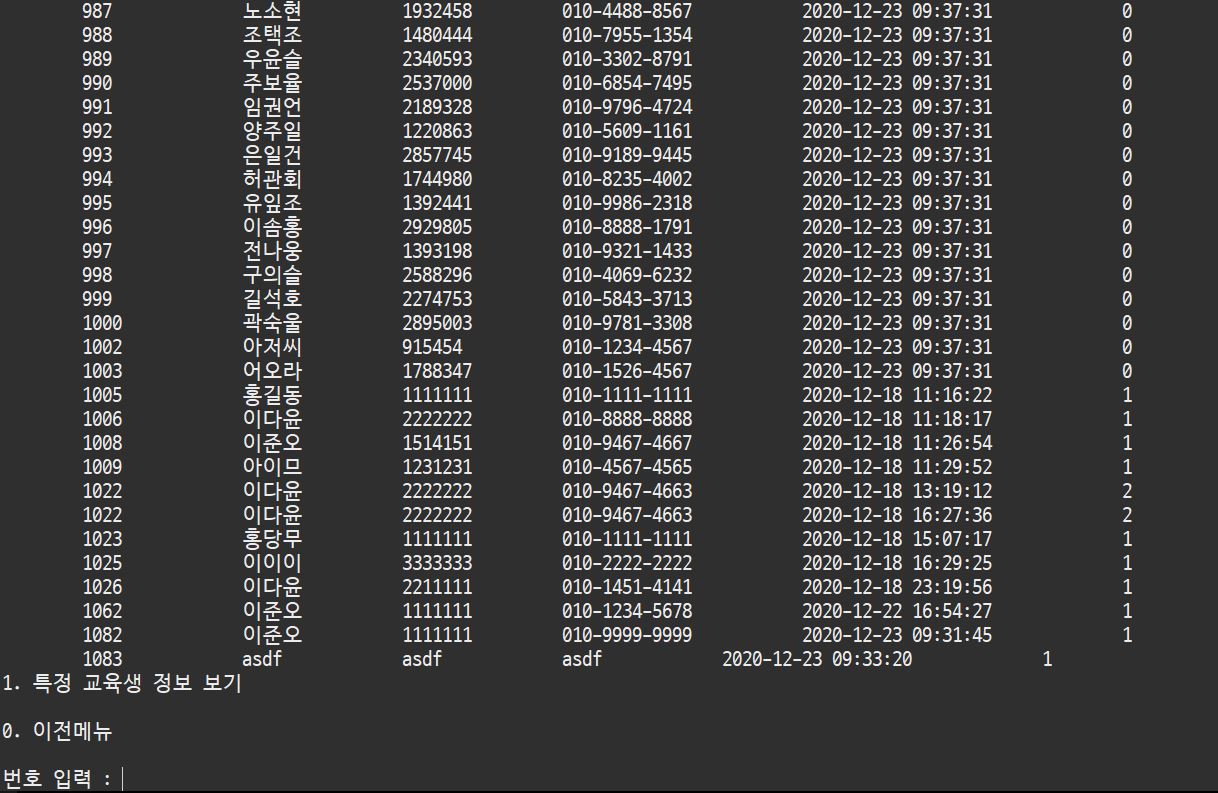 987 노소현 1932458 010-4488-8567 2020-12-23 09:37:31 0
988 조택조 1480444 010-7955-1354 2020-12-23 09:37:31 0
989 우윤슬 2340593 010-3302-8791 2020-12-23 09:37:31 0
990 주보율 2537000 010-6854-7495 2020-12-23 09:37:31 0
991 임권언 2189328 010-9796-4724 2020-12-23 09:37:31 0
992 양주일 1220863 010-5609-1161 2020-12-23 09:37:31 0
993 은일건 2857745 010-9189-9445 2020-12-23 09:37:31 0
994 허관회 1744980 010-8235-4002 2020-12-23 09:37:31 0
995 유잎조 1392441 010-9986-2318 2020-12-23 09:37:31 0
996 이솜홍 2929805 010-8888-1791 2020-12-23 09:37:31 0
997 전나웅 1393198 010-9321-1433 2020-12-23 09:37:31 0
998 구의슬 2588296 010-4069-6232 2020-12-23 09:37:31 0
999 길석호 2274753 010-5843-3713 2020-12-23 09:37:31 0
1000 곽숙울 2895003 010-9781-3308 2020-12-23 09:37:31 0
1002 아저씨 915454 010-1234-4567 2020-12-23 09:37:31 0
1003 어오라 1788347 010-1526-4567 2020-12-23 09:37:31 0
1005 홍길동 1111111 010-1111-1111 2020-12-18 11:16:22 1
1006 이다윤 2222222 010-8888-8888 2020-12-18 11:18:17 1
1008 이준오 1514151 010-9467-4667 2020-12-18 11:26:54 1
1009 아이므 1231231 010-4567-4565 2020-12-18 11:29:52 1
1022 이다윤 2222222 010-9467-4663 2020-12-18 13:19:12 2
1022 이다윤 2222222 010-9467-4663 2020-12-18 16:27:36 2
1023 홍당무 1111111 010-1111-1111 2020-12-18 15:07:17 1
1025 이이이 3333333 010-2222-2222 2020-12-18 16:29:25 1
1026 이다윤 2211111 010-1451-4141 2020-12-18 23:19:56 1
1062 이준오 1111111 010-1234-5678 2020-12-22 16:54:27 1
1082 이준오 1111111 010-9999-9999 2020-12-23 09:31:45 1
1083 asdf asdf asdf 2020-12-23 09:33:20 1
1. 특정 교육생 정보 보기
0. 이전메뉴
번호 입력 :